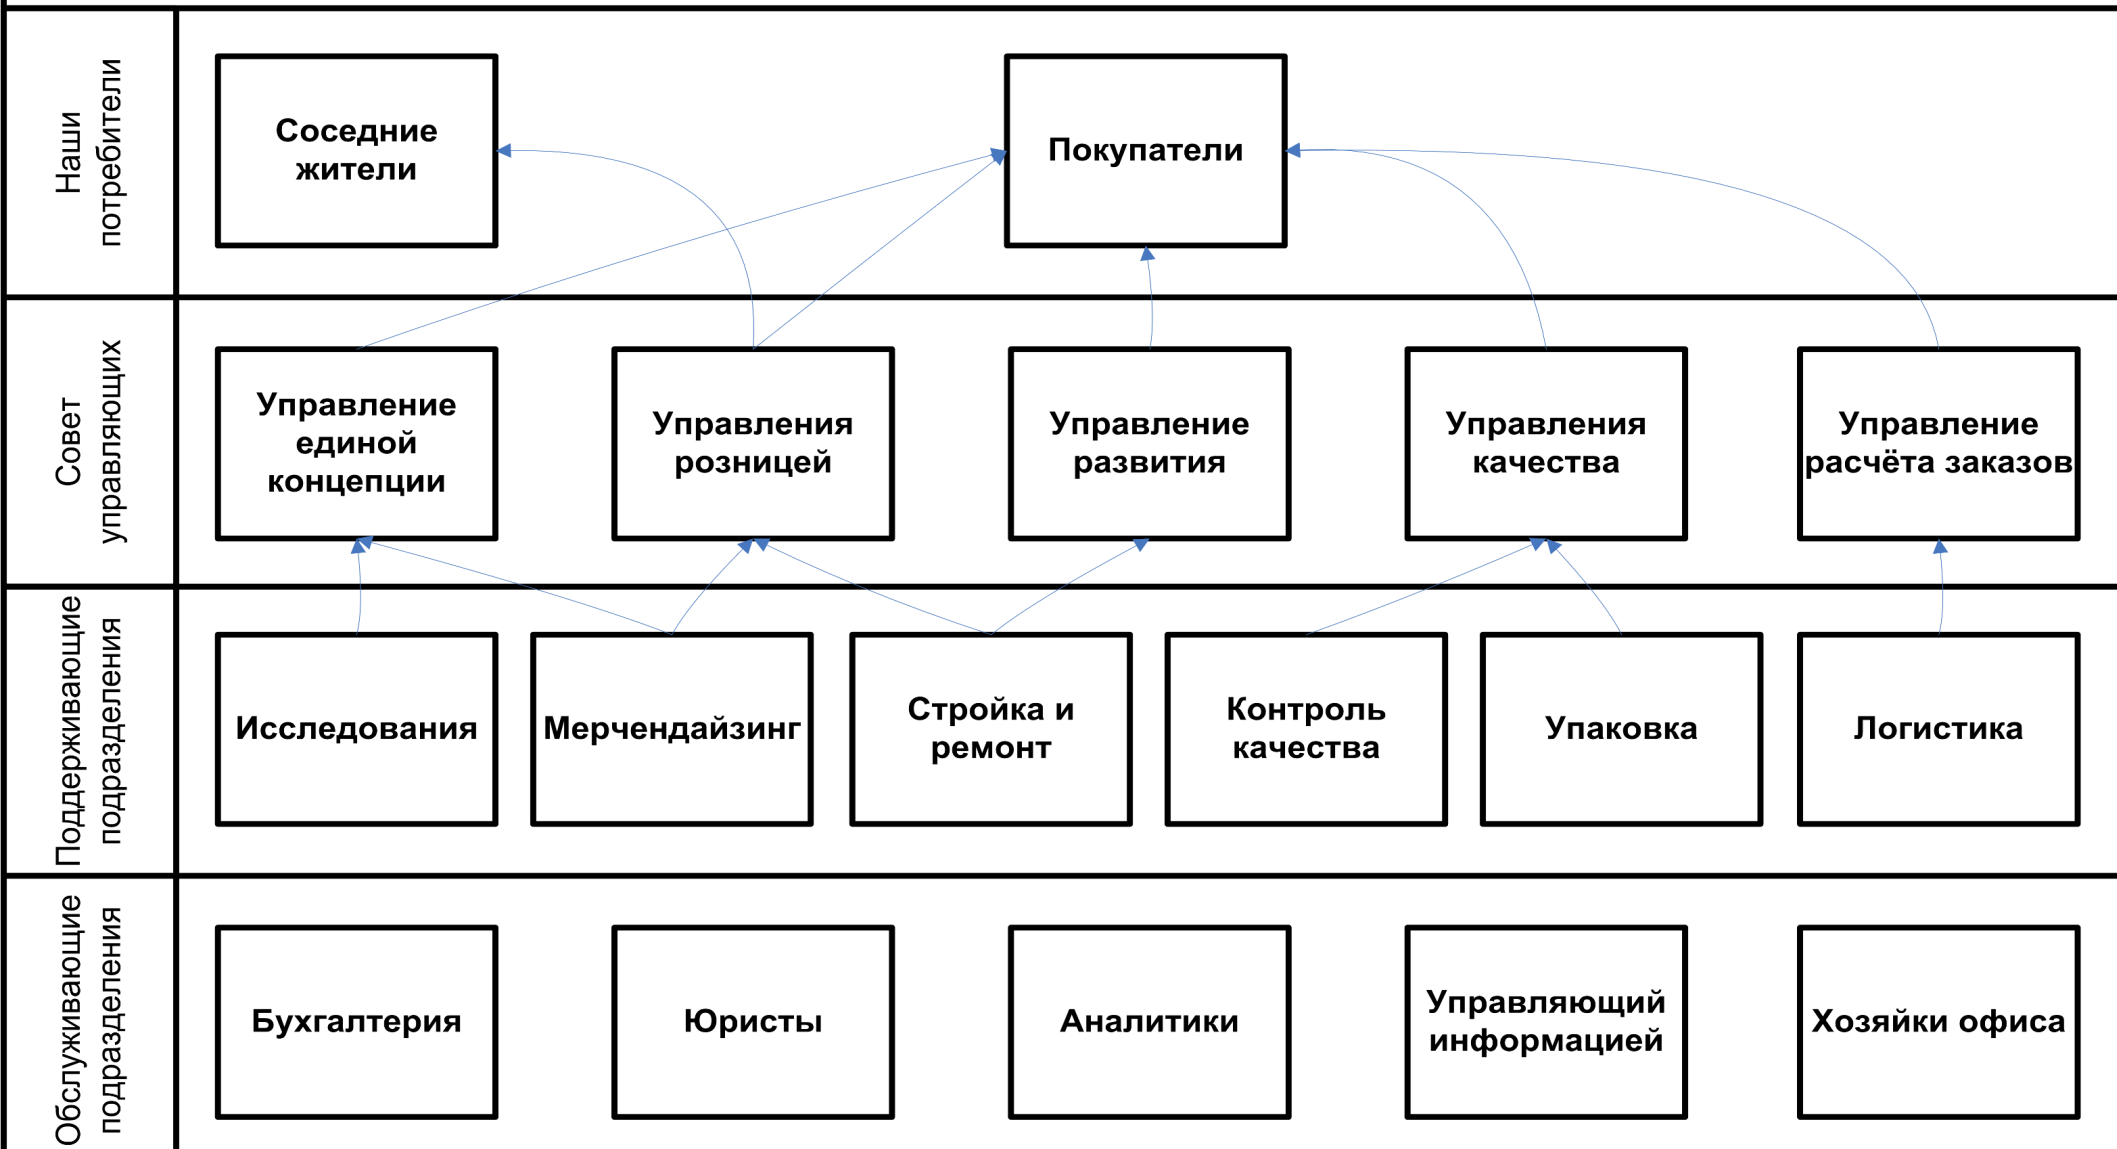 Наши
потребители
Соседние
жители
Покупатели
Совет
управляющих
Управление
единой
концепции
Управления
розницей
Управление
развития
Управления
качества
Управление
расчёта заказов
Поддерживающие
подразделения
Исследования
Мерчендайзинг
Стройка и
ремонт
Контроль
качества
Упаковка
Логистика
Обслуживающие
подразделения
Бухгалтерия
Юристы
Аналитики
Управляющий
информацией
Хозяйки офиса